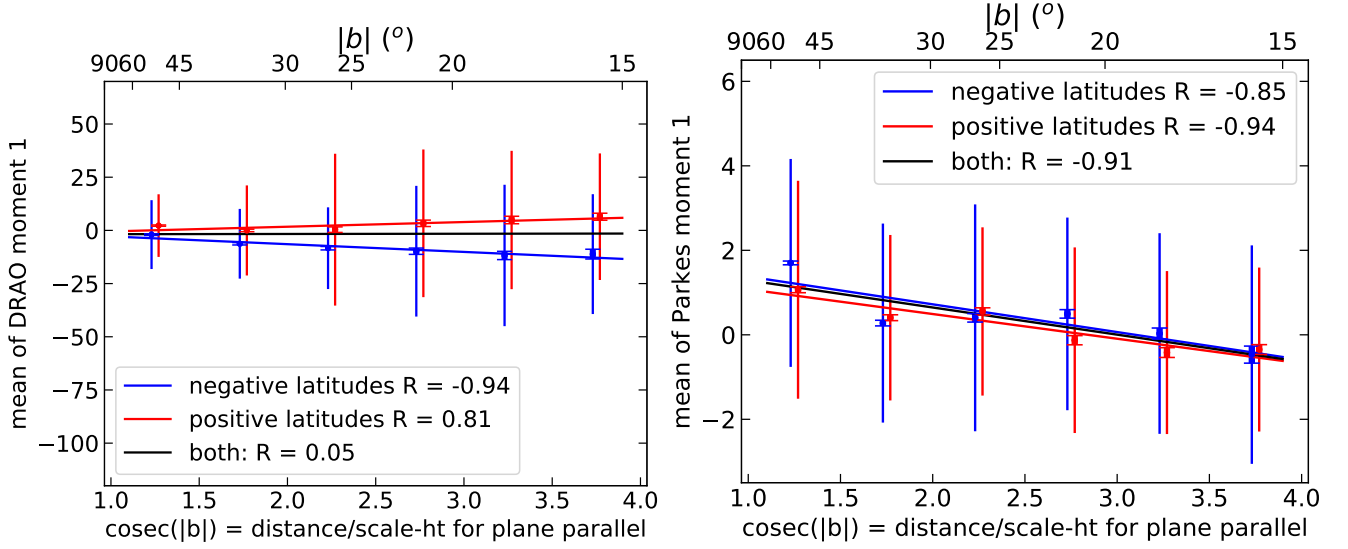 |b| (o)
9060 45 30 25 20 15
mean of DRAO moment 1
50
25
0
−25
−50
−75
−100
negative latitudes R = -0.94
positive latitudes R = 0.81
both: R = 0.05
1.0 1.5 2.0 2.5 3.0 3.5 4.0
cosec(|b|) = distance/scale-ht for plane parallel
|b| (o)
9060 45 30 25 20 15
mean of Parkes moment 1
6
4
2
0
−2
negative latitudes R = -0.85
positive latitudes R = -0.94
both: R = -0.91
1.0 1.5 2.0 2.5 3.0 3.5 4.0
cosec(|b|) = distance/scale-ht for plane parallel